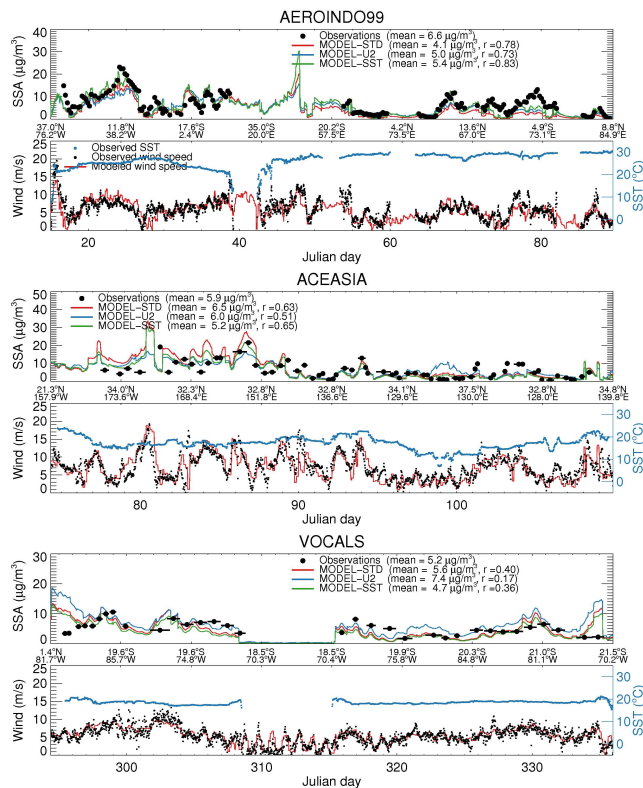 AEROINDO99
Observations (mean = 6.6 µg/m³)
MODEL−STD (mean = 4.1 µg/m³, r =0.78)
MODEL−U2 (mean = 5.0 µg/m³, r =0.73)
MODEL−SST (mean = 5.4 µg/m³, r =0.83)
SSA (µg/m³)
40
30
20
10
0
37.0°N 11.8°N 17.6°S 35.0°S 20.2°S 4.2°S 13.6°S 4.9°S 8.8°N
76.2°W 38.2°W 2.4°W 20.0°E 57.5°E 73.5°E 57.0°E 73.1°E 84.9°E
Observed SST
Observed wind speed
Modeled wind speed
Wind (m/s)
25
20
15
10
5
0
30
20
10
0
SST (°C)
20 40 60 80
Julian day
ACEASIA
Observations (mean = 5.9 µg/m³)
MODEL−STD (mean = 6.5 µg/m³, r =0.63)
MODEL−U2 (mean = 6.0 µg/m³, r =0.51)
MODEL−SST (mean = 5.2 µg/m³, r =0.65)
SSA (µg/m³)
50
40
30
20
10
0
21.3°N 34.0°N 32.3°N 32.8°N 32.8°N 34.1°N 37.5°N 32.8°N 34.8°N
157.9°W 173.6°W 168.4°E 151.8°E 136.6°E 129.6°E 130.0°E 128.0°E 139.8°E
Wind (m/s)
25
20
15
10
5
0
30
20
10
0
SST (°C)
80 90 100
Julian day
VOCALS
Observations (mean = 5.2 µg/m³)
MODEL−STD (mean = 5.6 µg/m³, r =0.40)
MODEL−U2 (mean = 7.4 µg/m³, r =0.17)
MODEL−SST (mean = 4.7 µg/m³, r =0.36)
SSA (µg/m³)
30
20
10
0
1.4°N 19.6°S 19.6°S 18.5°S 18.5°S 19.9°S 20.3°S 20.5°S 21.5°S
81.7°W 85.7°W 74.8°W 70.3°W 70.4°W 75.8°W 84.8°W 81.1°W 70.2°W
Wind (m/s)
25
20
15
10
5
0
30
20
10
0
SST (°C)
300 310 320 330
Julian day